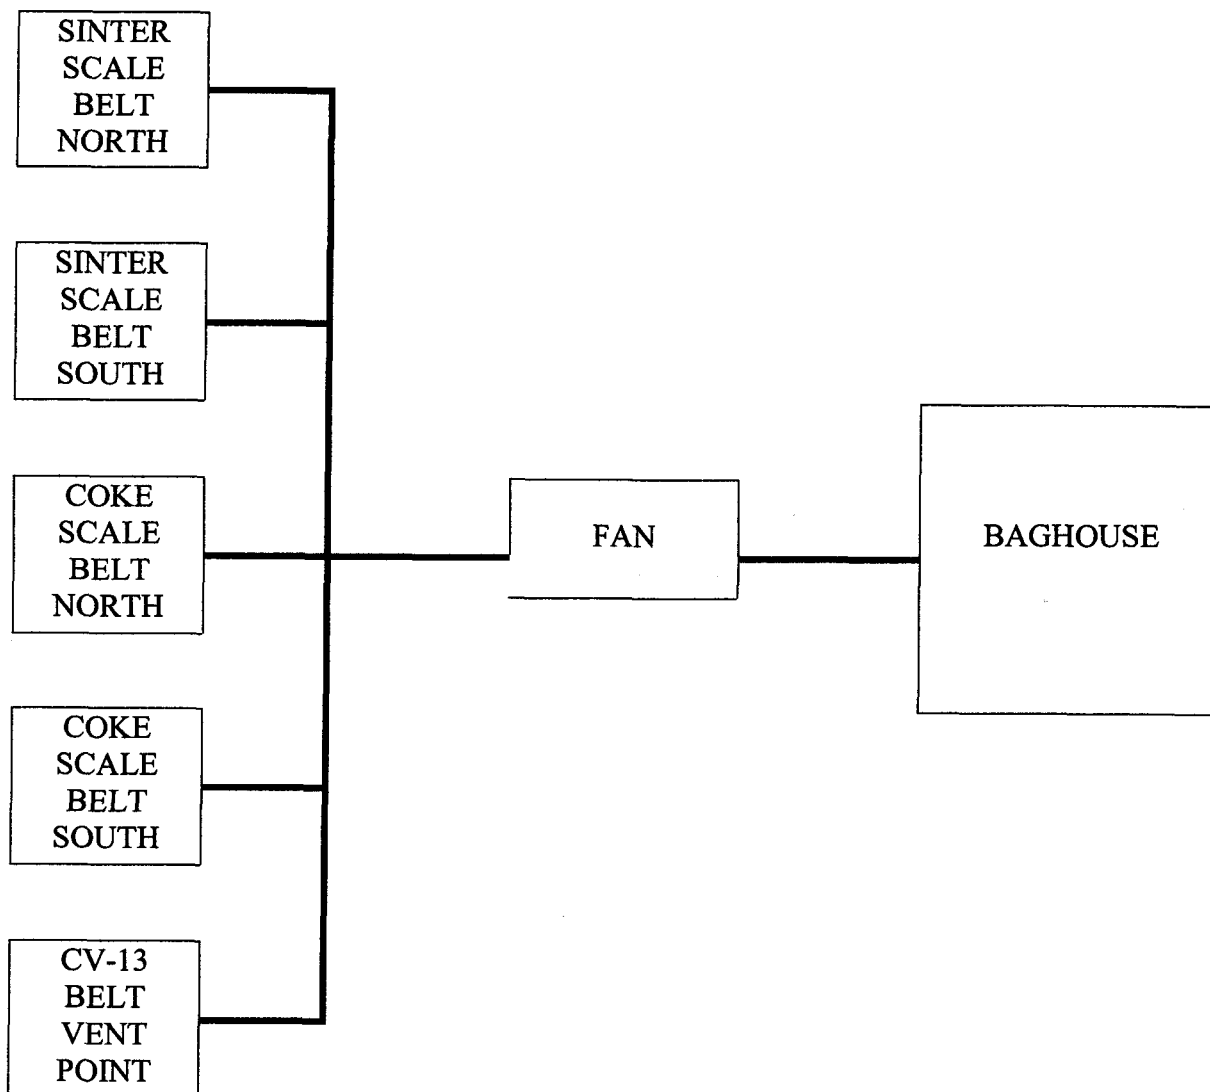 SINTER
SCALE
BELT
NORTH
SINTER
SCALE
BELT
SOUTH
COKE
SCALE
BELT
NORTH
FAN
BAGHOUSE
COKE
SCALE
BELT
SOUTH
CV-13
BELT
VENT
POINT